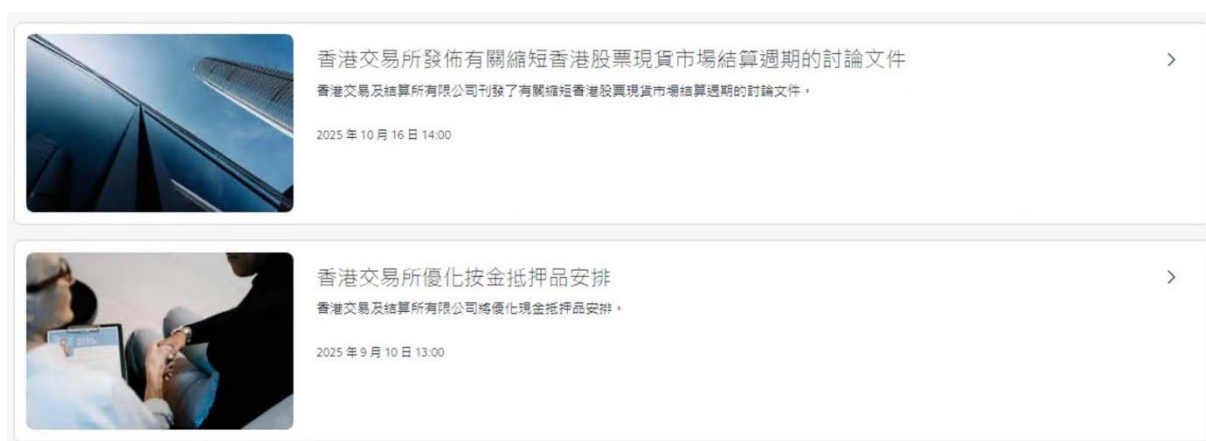 香港交易所發佈有關縮短香港股票現貨市場結算週期的討論文件
香港交易及結算所有限公司刊發了有關縮短香港股票現貨市場結算週期的討論文件。
2025 年 10 月 16 日 14:00
香港交易所優化按金抵押品安排
香港交易及結算所有限公司將優化現金抵押品安排。
2025 年 9 月 10 日 13:00